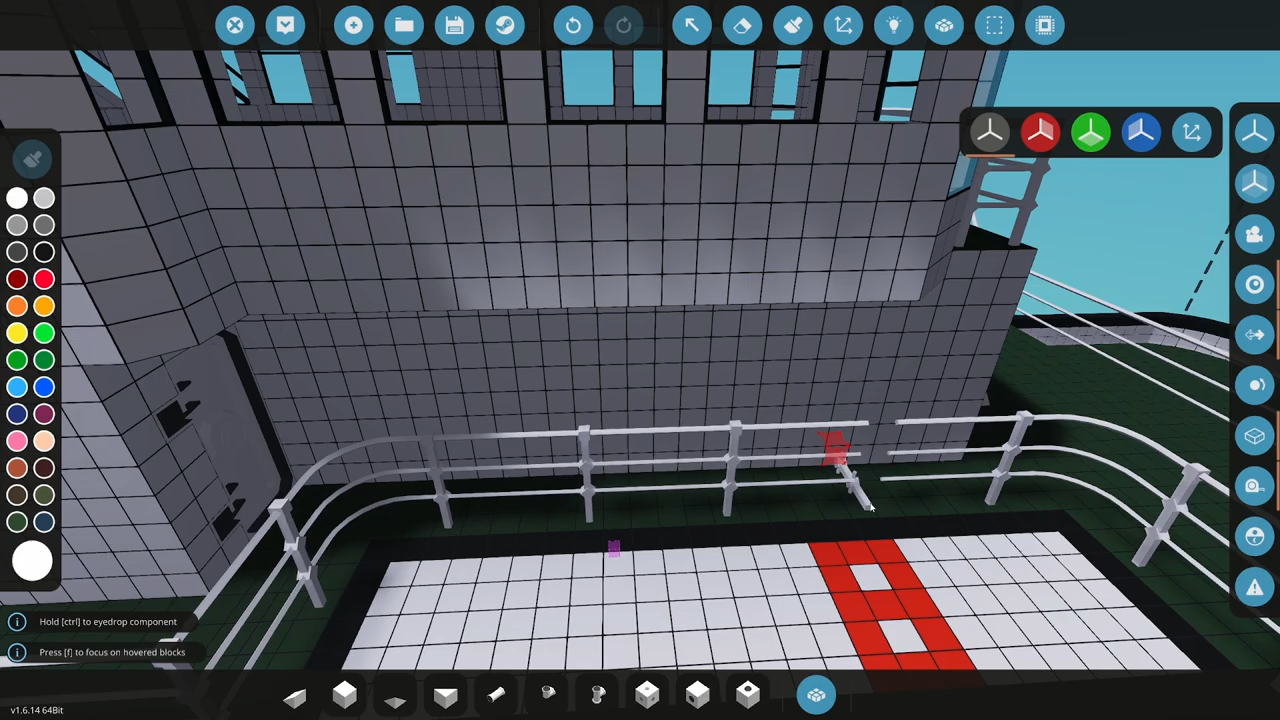 Hold [ctrl] to eyedrop component
Press [f] to focus on hovered blocks
v1.6.14 64Bit